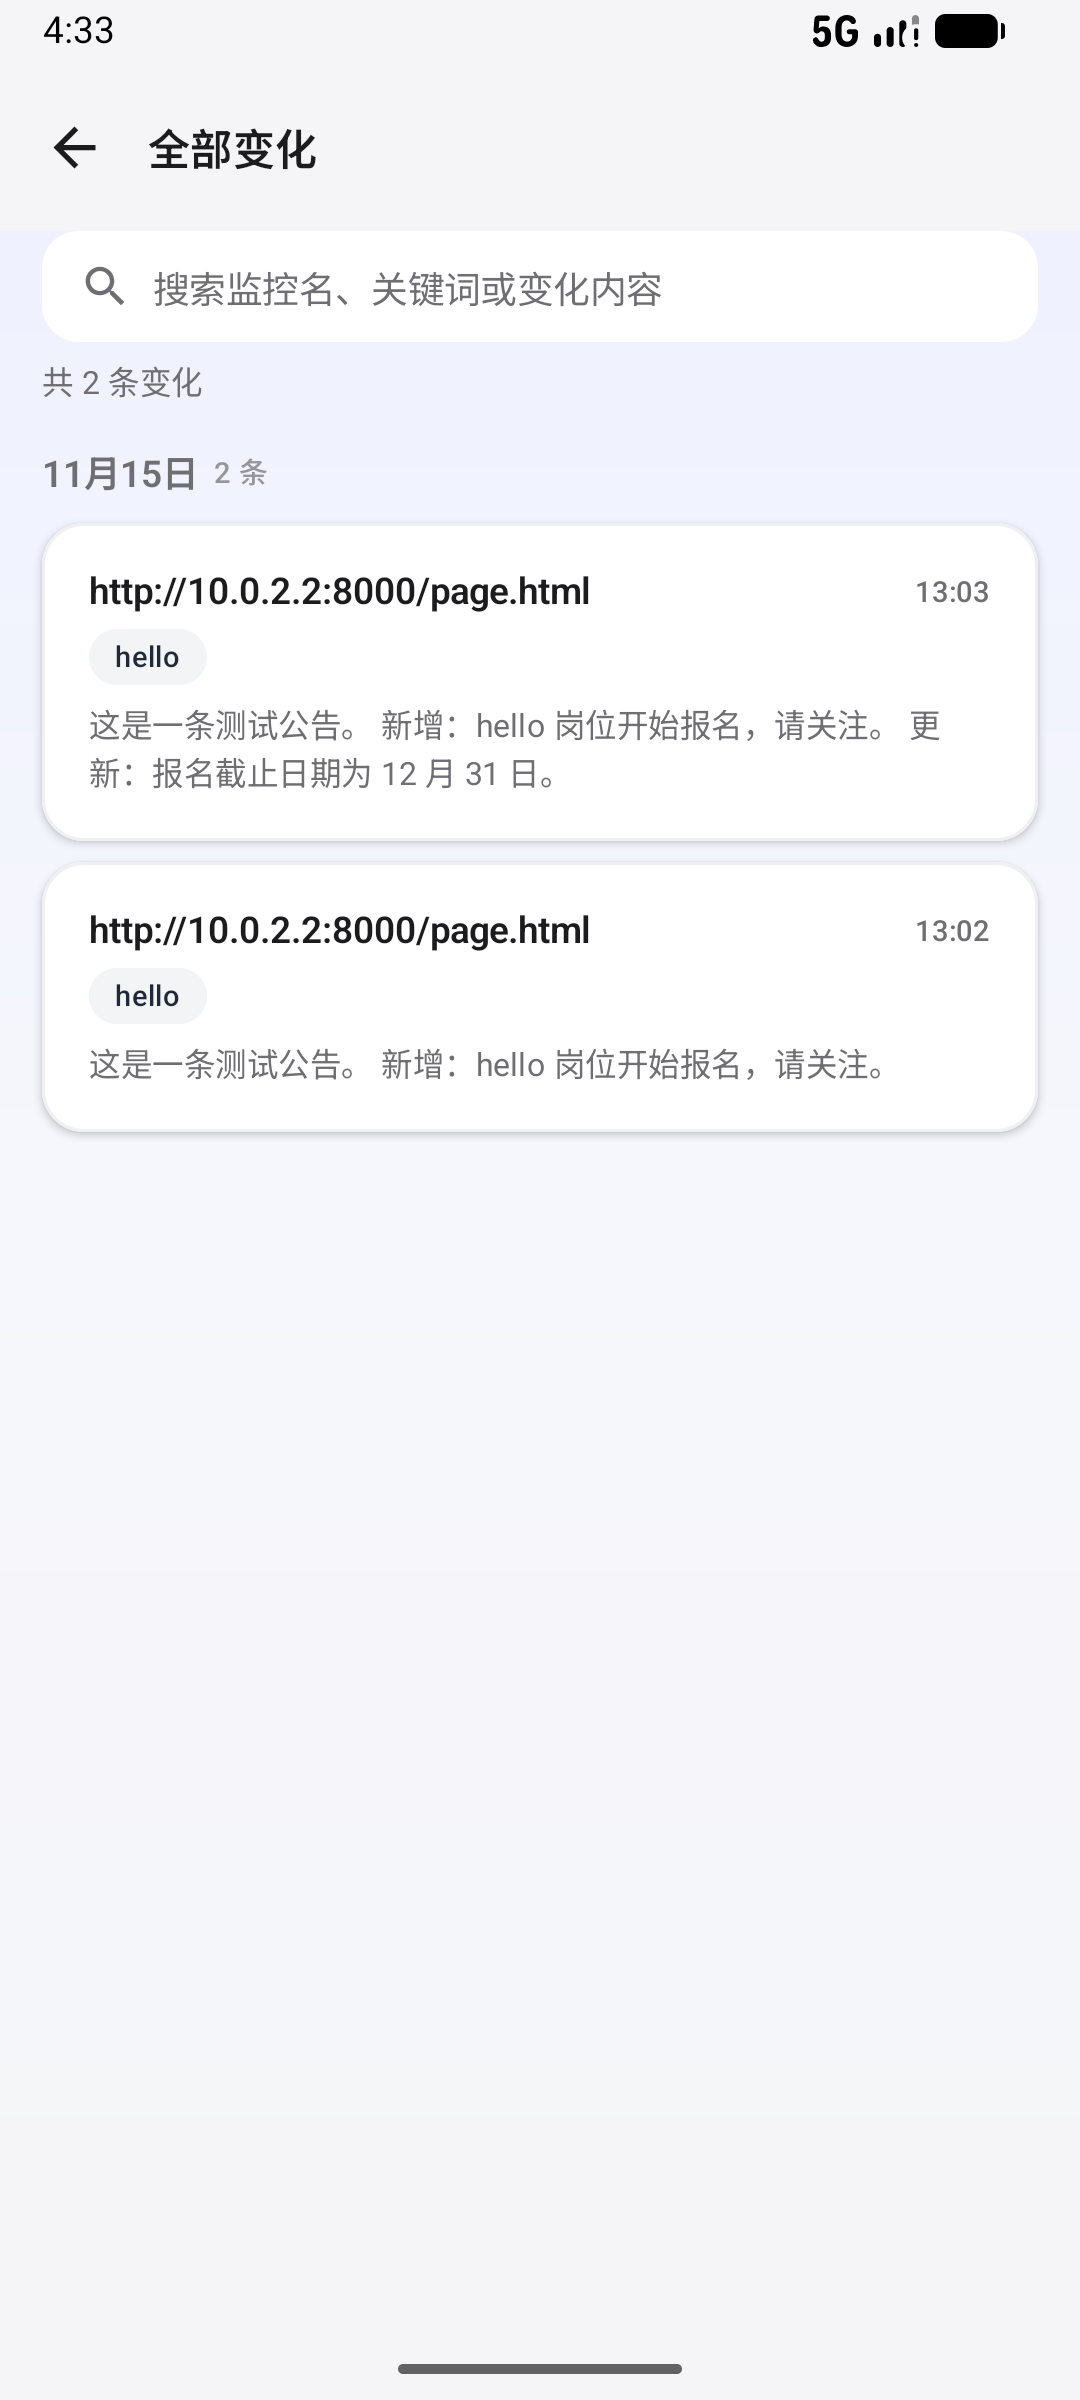 4:33
5G
全部变化
搜索监控名、关键词或变化内容
共 2 条变化
11月15日 2 条
http://10.0.2.2:8000/page.html 13:03
hello
这是一条测试公告。 新增：hello 岗位开始报名，请关注。 更
新：报名截止日期为 12 月 31 日。
http://10.0.2.2:8000/page.html 13:02
hello
这是一条测试公告。 新增：hello 岗位开始报名，请关注。